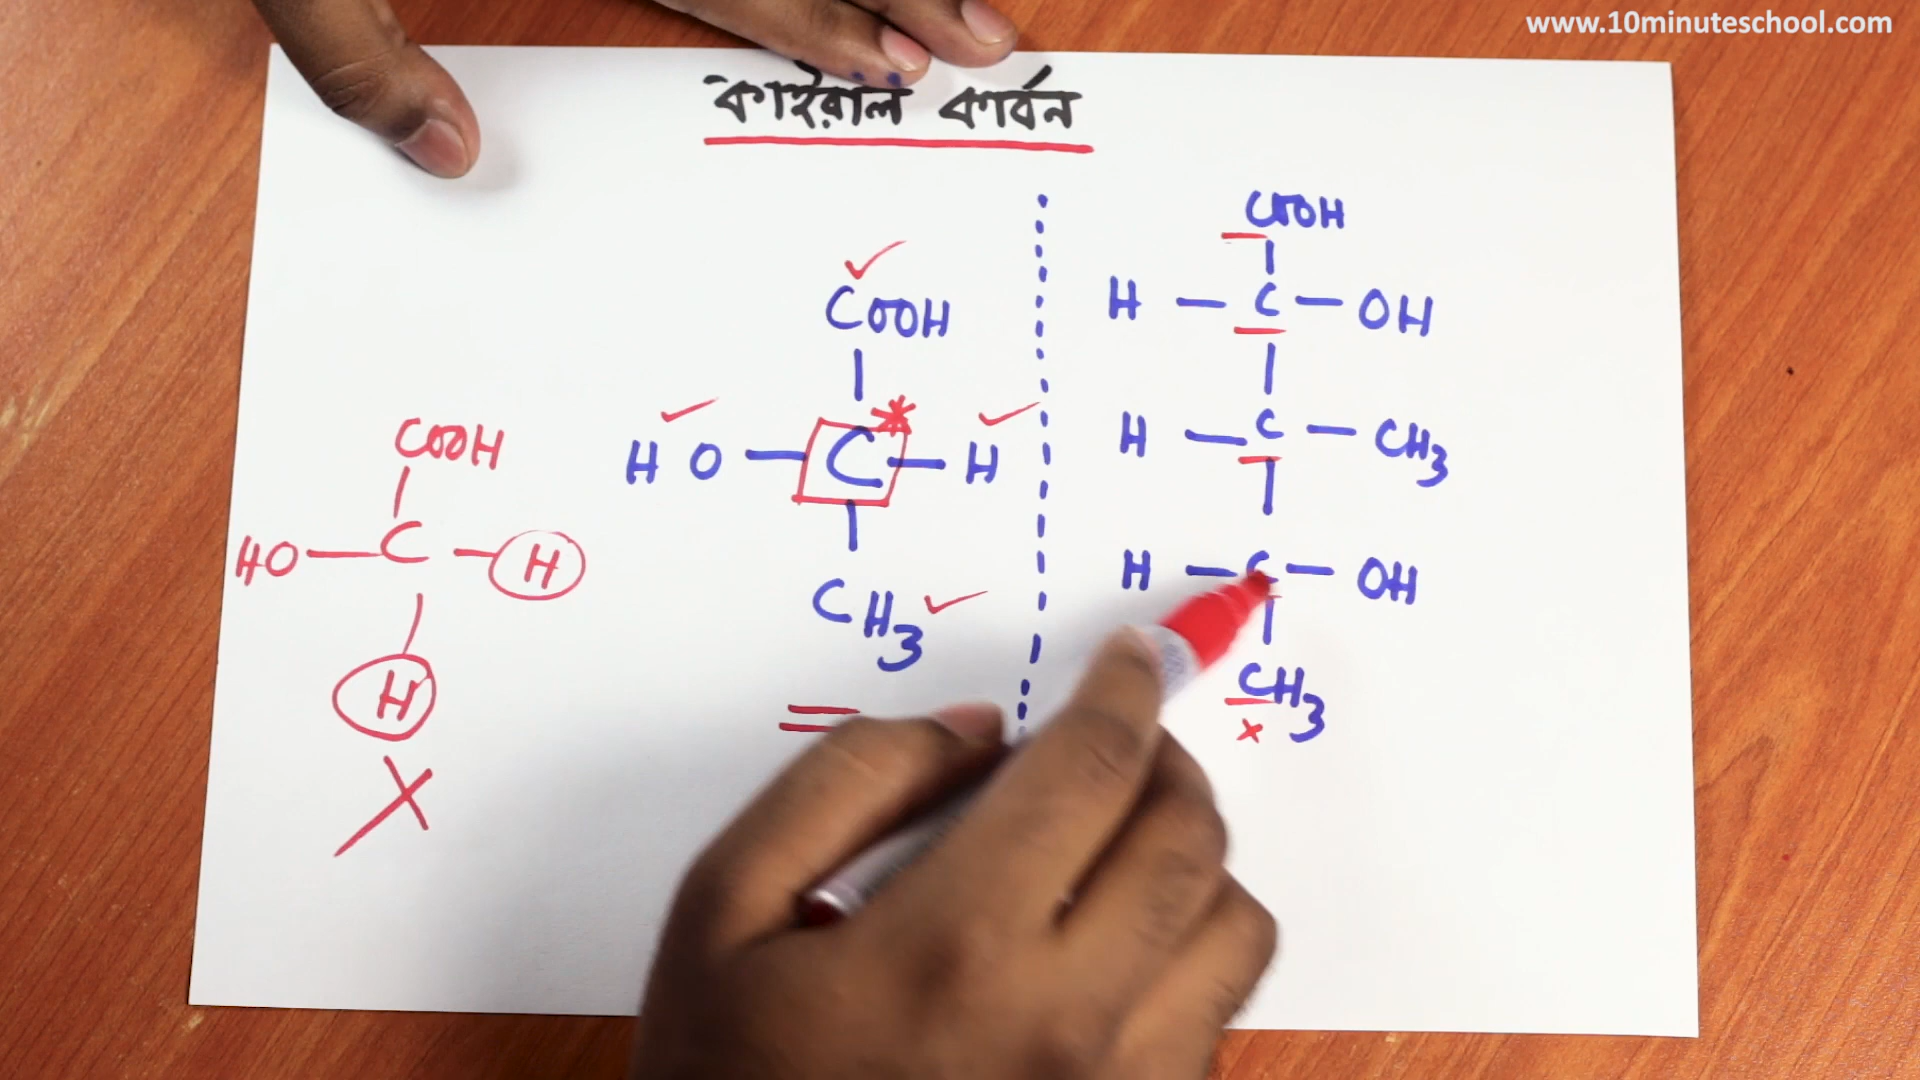 www.10minuteschool.com
কাইরাল কার্বন
COOH
HO — C — H
H
X
COOH
H O — C* — H
CH3
COOH
H — C — OH
H — C — CH3
H — C — OH
CH3
x